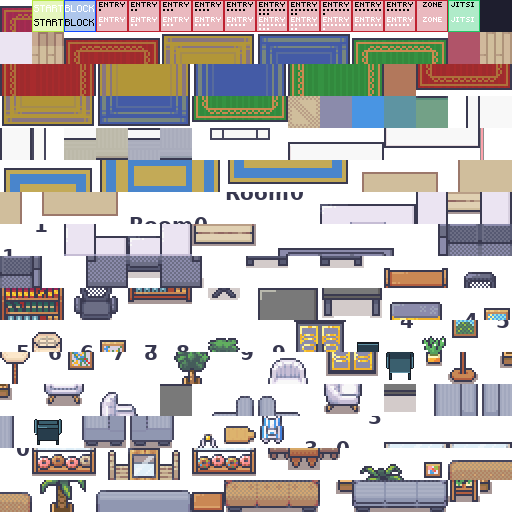 START BLOCK ENTRY ENTRY ENTRY ENTRY ENTRY ENTRY ENTRY ENTRY ENTRY ENTRY ZONE JITSI
START BLOCK ENTRY ENTRY ENTRY ENTRY ENTRY ENTRY ENTRY ENTRY ENTRY ENTRY ENTRY JITSI
Room0
1 Room0
1
4 4 5
5 6 6 7 8 8 9 9
3
0 3 0